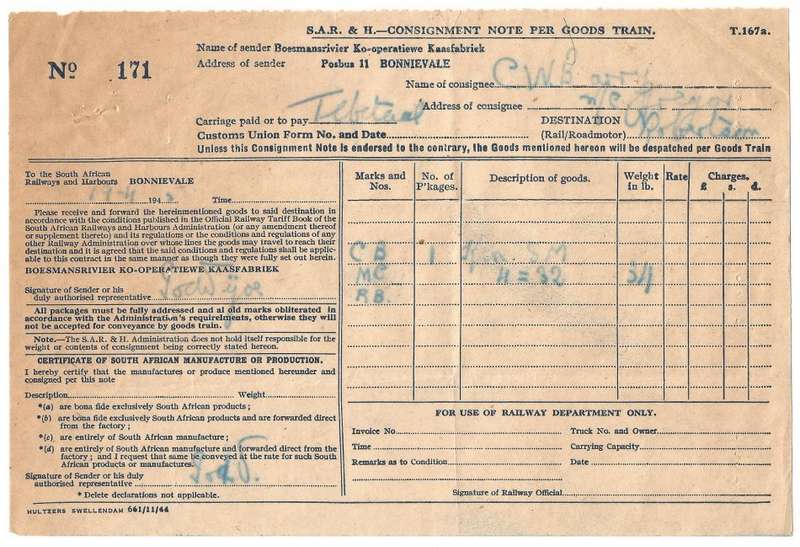 S.A.R. & H.—CONSIGNMENT NOTE PER GOODS TRAIN.
T.167a.
No 171
Name of sender Boesmansrivier Ko-operatiewe Kaasfabriek
Address of sender Posbus 11 BONNIEVALE
Name of consignee C.W.B.
Address of consignee
Carriage paid or to pay
DESTINATION
(Rail/Roadmotor) Robertson
Customs Union Form No. and Date
Unless this Consignment Note is endorsed to the contrary, the Goods mentioned hereon will be despatched per Goods Train
To the South African
Railways and Harbours BONNIEVALE
194 Time
Please receive and forward the hereinmentioned goods to said destination in
accordance with the conditions published in the Official Railway Tariff Book of the
South African Railways and Harbours Administration (or any amendment thereof
or supplement thereto) and its regulations or the conditions and regulations of
any other Railway Administration over whose lines the goods may travel to reach their
destination and it is agreed that the said conditions and regulations shall be applic-
able to this contract in the same manner as though they were fully set out herein.
BOESMANSRIVIER KO-OPERATIEWE KAASFABRIEK
Signature of Sender or his
duly authorised representative
All packages must be fully addressed and al old marks obliterated in
accordance with the Administration's requirelments, otherwise they will
not be accepted for conveyance by goods train.
Note.—The S.A.R. & H. Administration does not hold itself responsible for the
weight or contents of consignment being correctly stated hereon.
CERTIFICATE OF SOUTH AFRICAN MANUFACTURE OR PRODUCTION.
I hereby certify that the manufactures or produce mentioned hereunder and
consigned per this note
Description Weight
*(a) are bona fide exclusively South African products;
*(b) are bona fide exclusively South African products and are forwarded direct
from the factory;
*(c) are entirely of South African manufacture;
*(d) are entirely of South African manufacture and forwarded direct from the
factory; and I request that same be conveyed at the rate for such South
African products or manufactures.
Signature of Sender or his duly
authorised representative
* Delete declarations not applicable.
HULTZERS SWELLENDAM 661/11/44
Marks and Nos. No. of P'kages. Description of goods. Weight in lb. Rate Charges.
£ s. d.
C B 1 S M
MC 4 = 32
RB.
FOR USE OF RAILWAY DEPARTMENT ONLY.
Invoice No. Truck No. and Owner
Time Carrying Capacity
Remarks as to Condition Date
Signature of Railway Official